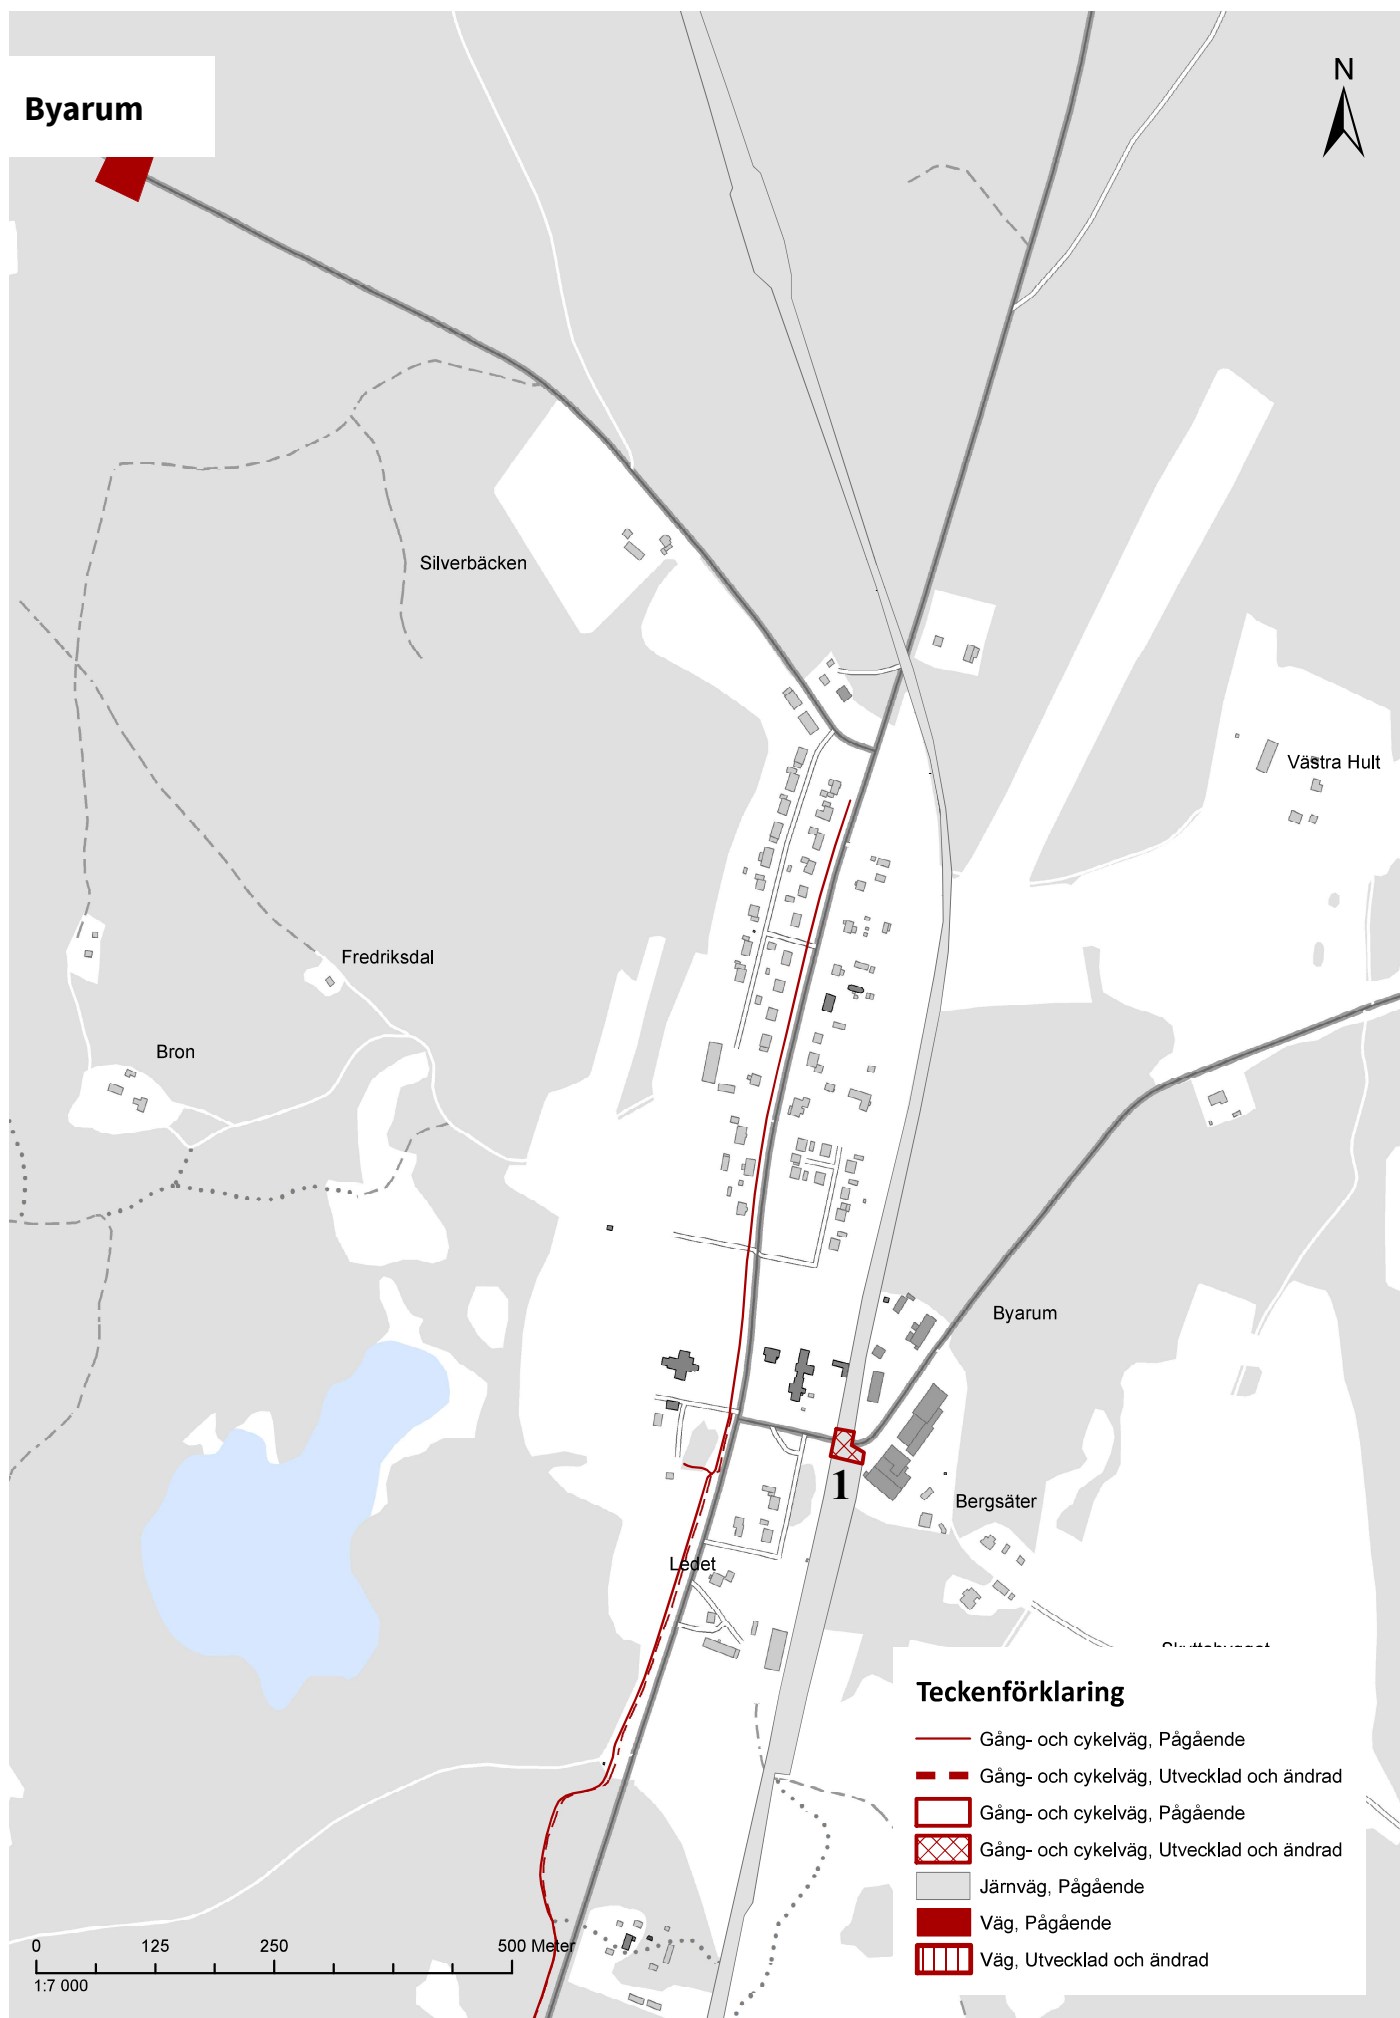 Byarum
N
Silverbäcken
Västra Hult
Fredriksdal
Bron
Byarum
1
Bergsäter
Ledet
Teckenförklaring
Gång- och cykelväg, Pågående
Gång- och cykelväg, Utvecklad och ändrad
Gång- och cykelväg, Pågående
Gång- och cykelväg, Utvecklad och ändrad
Järnväg, Pågående
Väg, Pågående
Väg, Utvecklad och ändrad
0 125 250 500 Meter
1:7 000